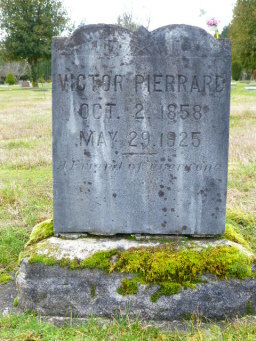 VICTOR PIERRARD
OCT. 2, 1858
MAY 29, 1925
A Friend of Everyone